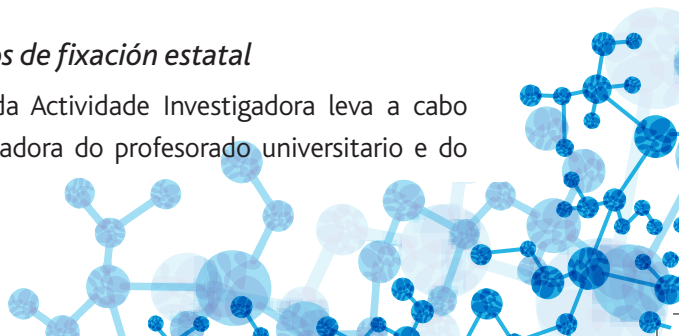 os de fixación estatal
da Actividade Investigadora leva a cabo
adora do profesorado universitario e do